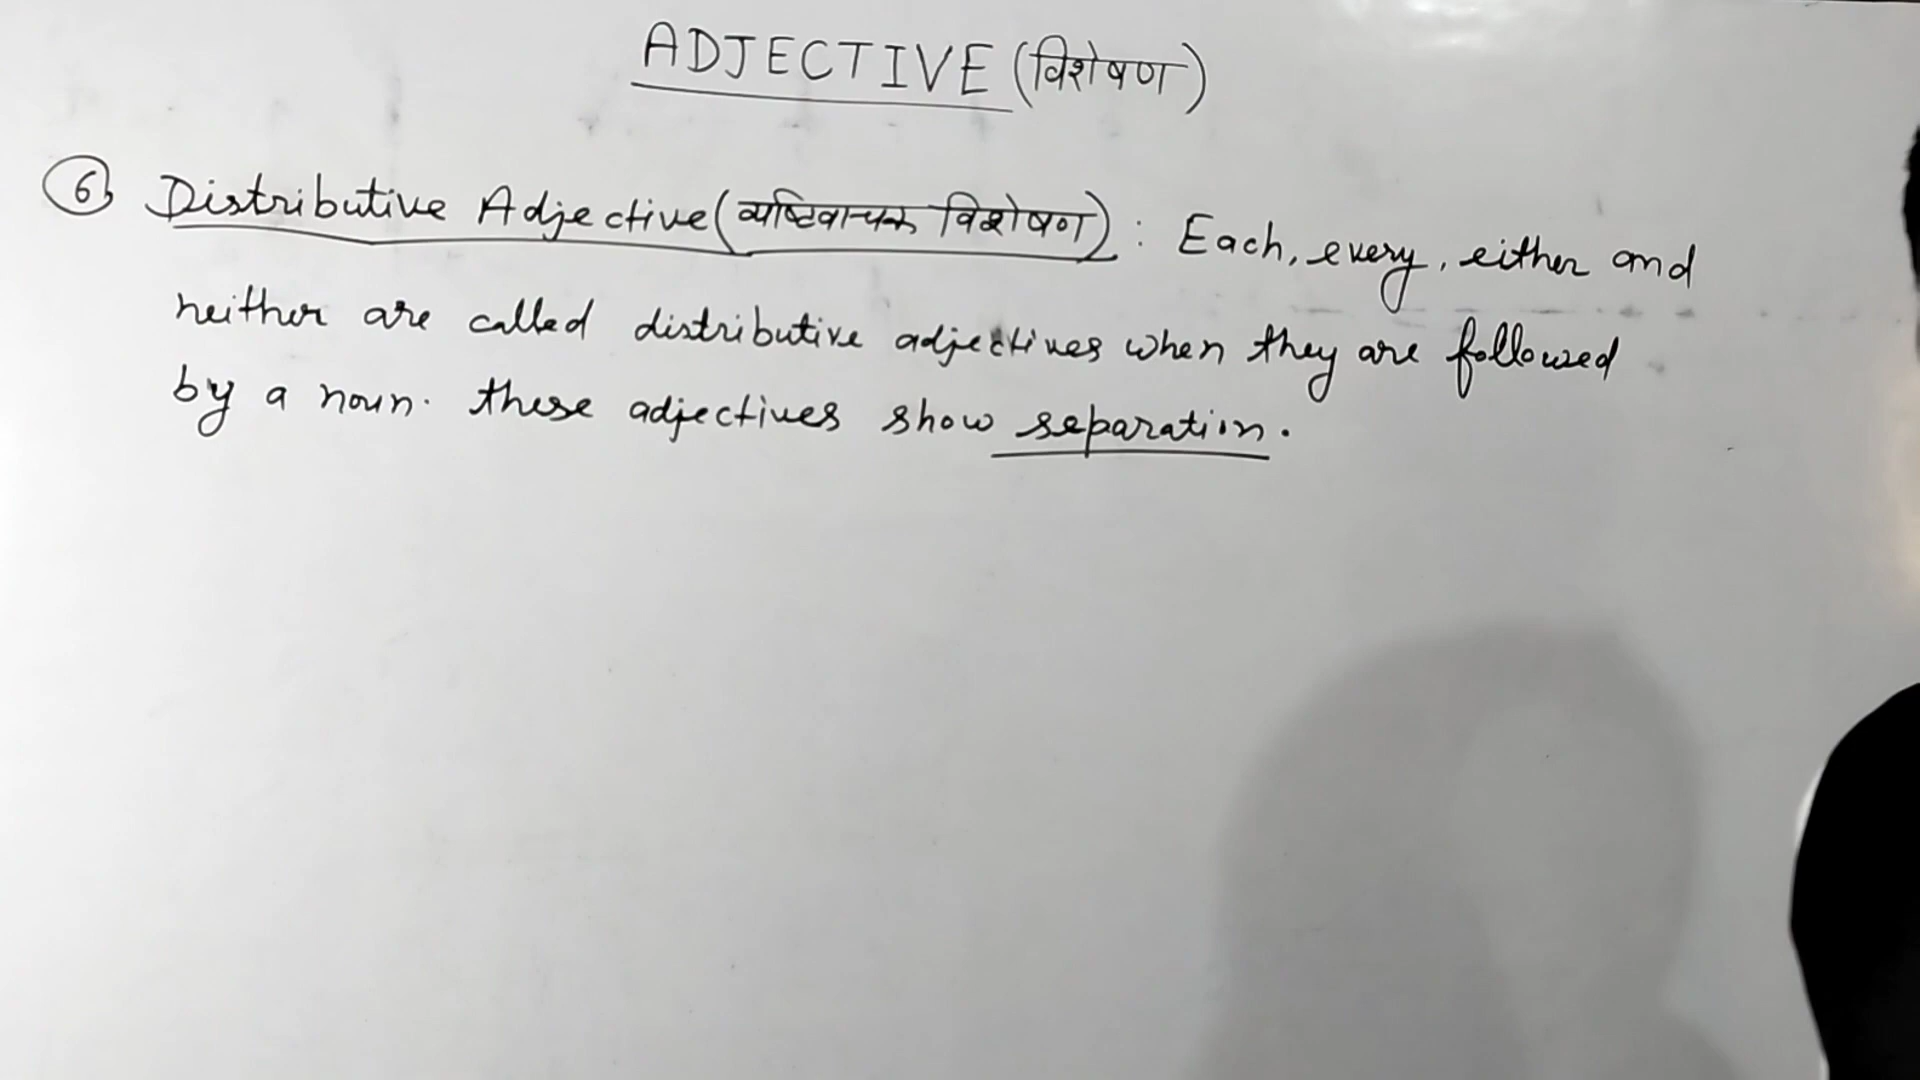 ADJECTIVE (विशेषण)
6) Distributive Adjective (व्यष्टिवाचक विशेषण) : Each, every, either and
neither are called distributive adjectives when they are followed
by a noun. these adjectives show separation.